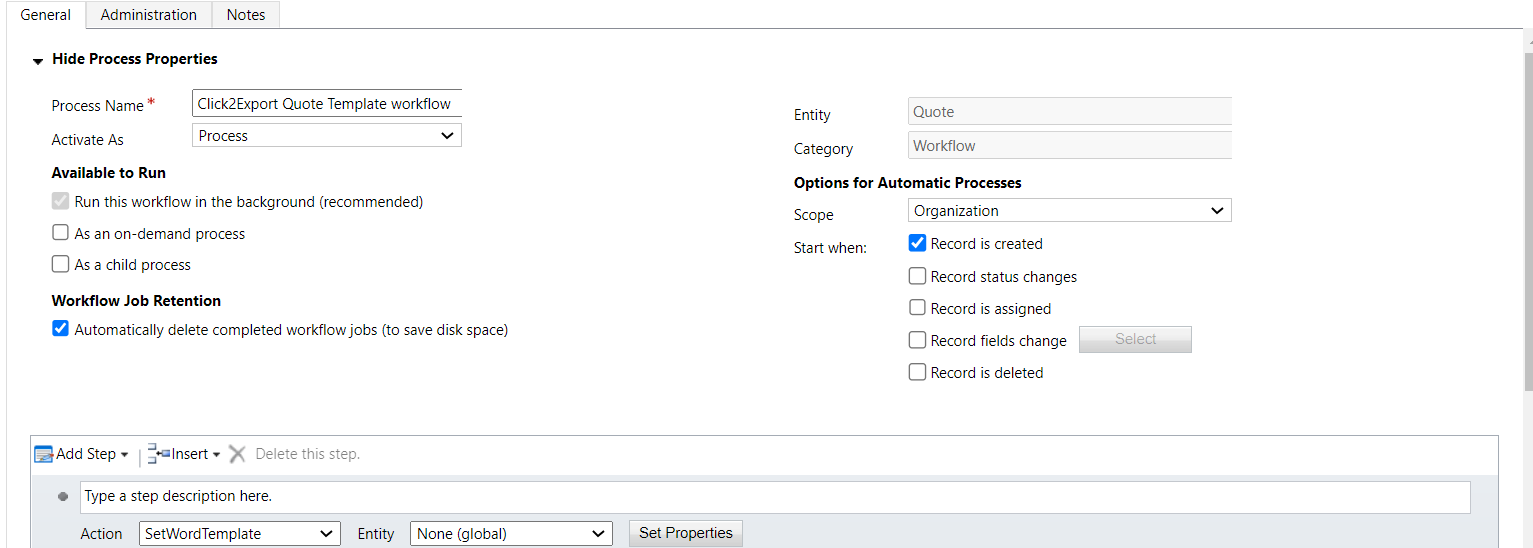 General Administration Notes
Hide Process Properties
Process Name *
Click2Export Quote Template workflow
Activate As
Process
Available to Run
Run this workflow in the background (recommended)
As an on-demand process
As a child process
Workflow Job Retention
Automatically delete completed workflow jobs (to save disk space)
Entity
Quote
Category
Workflow
Options for Automatic Processes
Scope
Organization
Start when:
Record is created
Record status changes
Record is assigned
Record fields change
Select
Record is deleted
Add Step Insert Delete this step.
Type a step description here.
Action SetWordTemplate Entity None (global) Set Properties